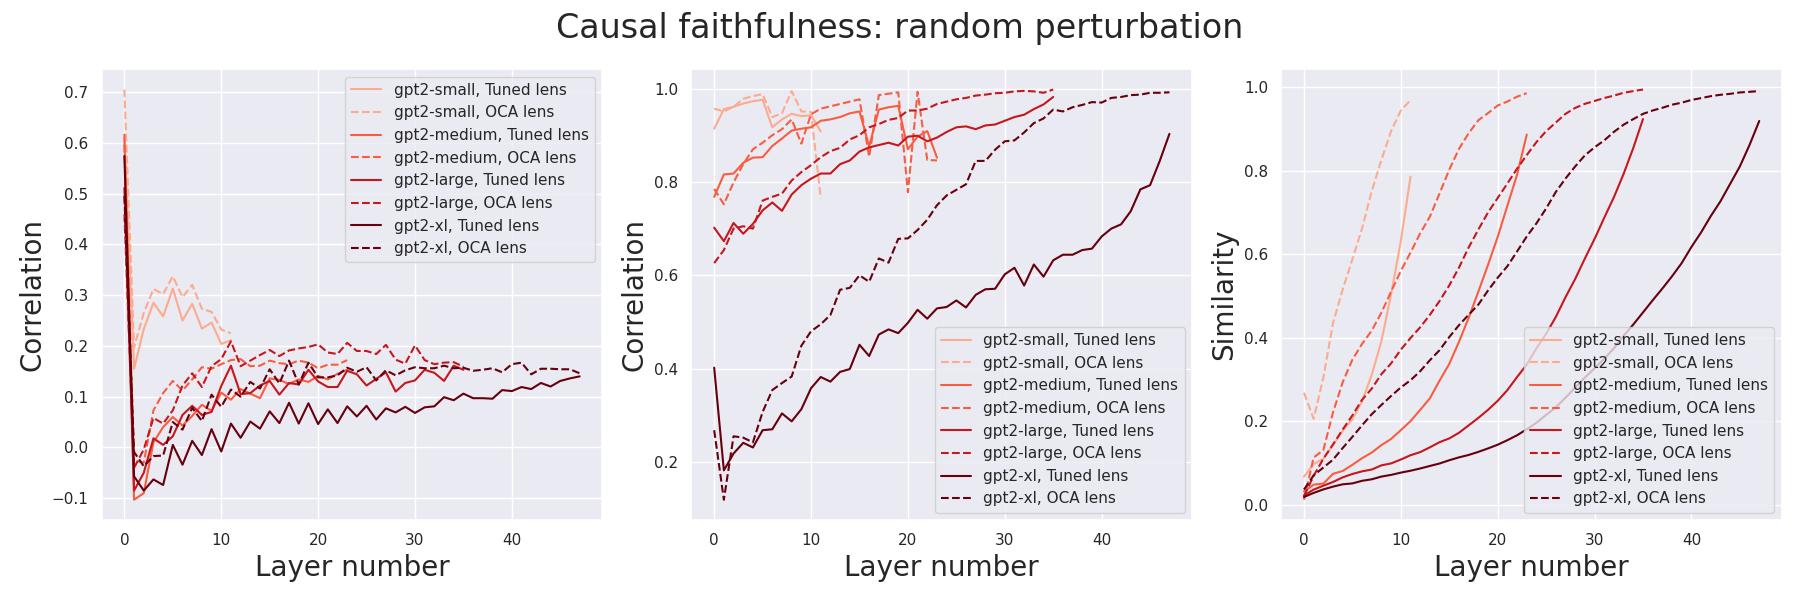 Causal faithfulness: random perturbation
Correlation
0.7
0.6
0.5
0.4
0.3
0.2
0.1
0.0
−0.1
gpt2-small, Tuned lens
gpt2-small, OCA lens
gpt2-medium, Tuned lens
gpt2-medium, OCA lens
gpt2-large, Tuned lens
gpt2-large, OCA lens
gpt2-xl, Tuned lens
gpt2-xl, OCA lens
0
10
20
30
40
Layer number
Correlation
1.0
0.8
0.6
0.4
0.2
gpt2-small, Tuned lens
gpt2-small, OCA lens
gpt2-medium, Tuned lens
gpt2-medium, OCA lens
gpt2-large, Tuned lens
gpt2-large, OCA lens
gpt2-xl, Tuned lens
gpt2-xl, OCA lens
0
10
20
30
40
Layer number
Similarity
1.0
0.8
0.6
0.4
0.2
0.0
gpt2-small, Tuned lens
gpt2-small, OCA lens
gpt2-medium, Tuned lens
gpt2-medium, OCA lens
gpt2-large, Tuned lens
gpt2-large, OCA lens
gpt2-xl, Tuned lens
gpt2-xl, OCA lens
0
10
20
30
40
Layer number